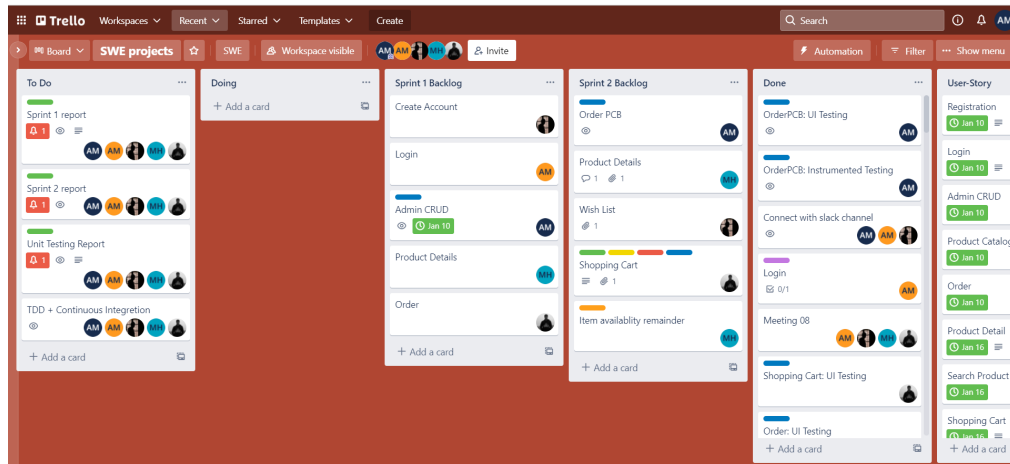 Trello Workspaces Recent Starred Templates Create Search AM
Board SWE projects SWE Workspace visible AM AM MH Invite Automation Filter ... Show menu
To Do ...
Sprint 1 report
1
AM AM MH
Sprint 2 report
1 AM AM MH
Unit Testing Report
1
AM AM MH
TDD + Continuous Integretion
AM AM MH
+ Add a card
Doing ...
+ Add a card
Sprint 1 Backlog ...
Create Account
Login
AM
Admin CRUD
Jan 10 AM
Product Details
MH
Order
+ Add a card
Sprint 2 Backlog ...
Order PCB
AM
Product Details
1 1 MH
Wish List
1
Shopping Cart
1
Item availablity remainder
MH
+ Add a card
Done ...
OrderPCB: UI Testing
AM
OrderPCB: Instrumented Testing
AM
Connect with slack channel
AM AM
Login
0/1 AM
Meeting 08
AM MH
Shopping Cart: UI Testing
Order: UI Testing
+ Add a card
User-Story
Registration
Jan 10
Login
Jan 10
Admin CRUD
Jan 10
Product Catalog
Jan 10
Order
Jan 10
Product Detail
Jan 16
Search Product
Jan 16
Shopping Cart
Jan 16
+ Add a card